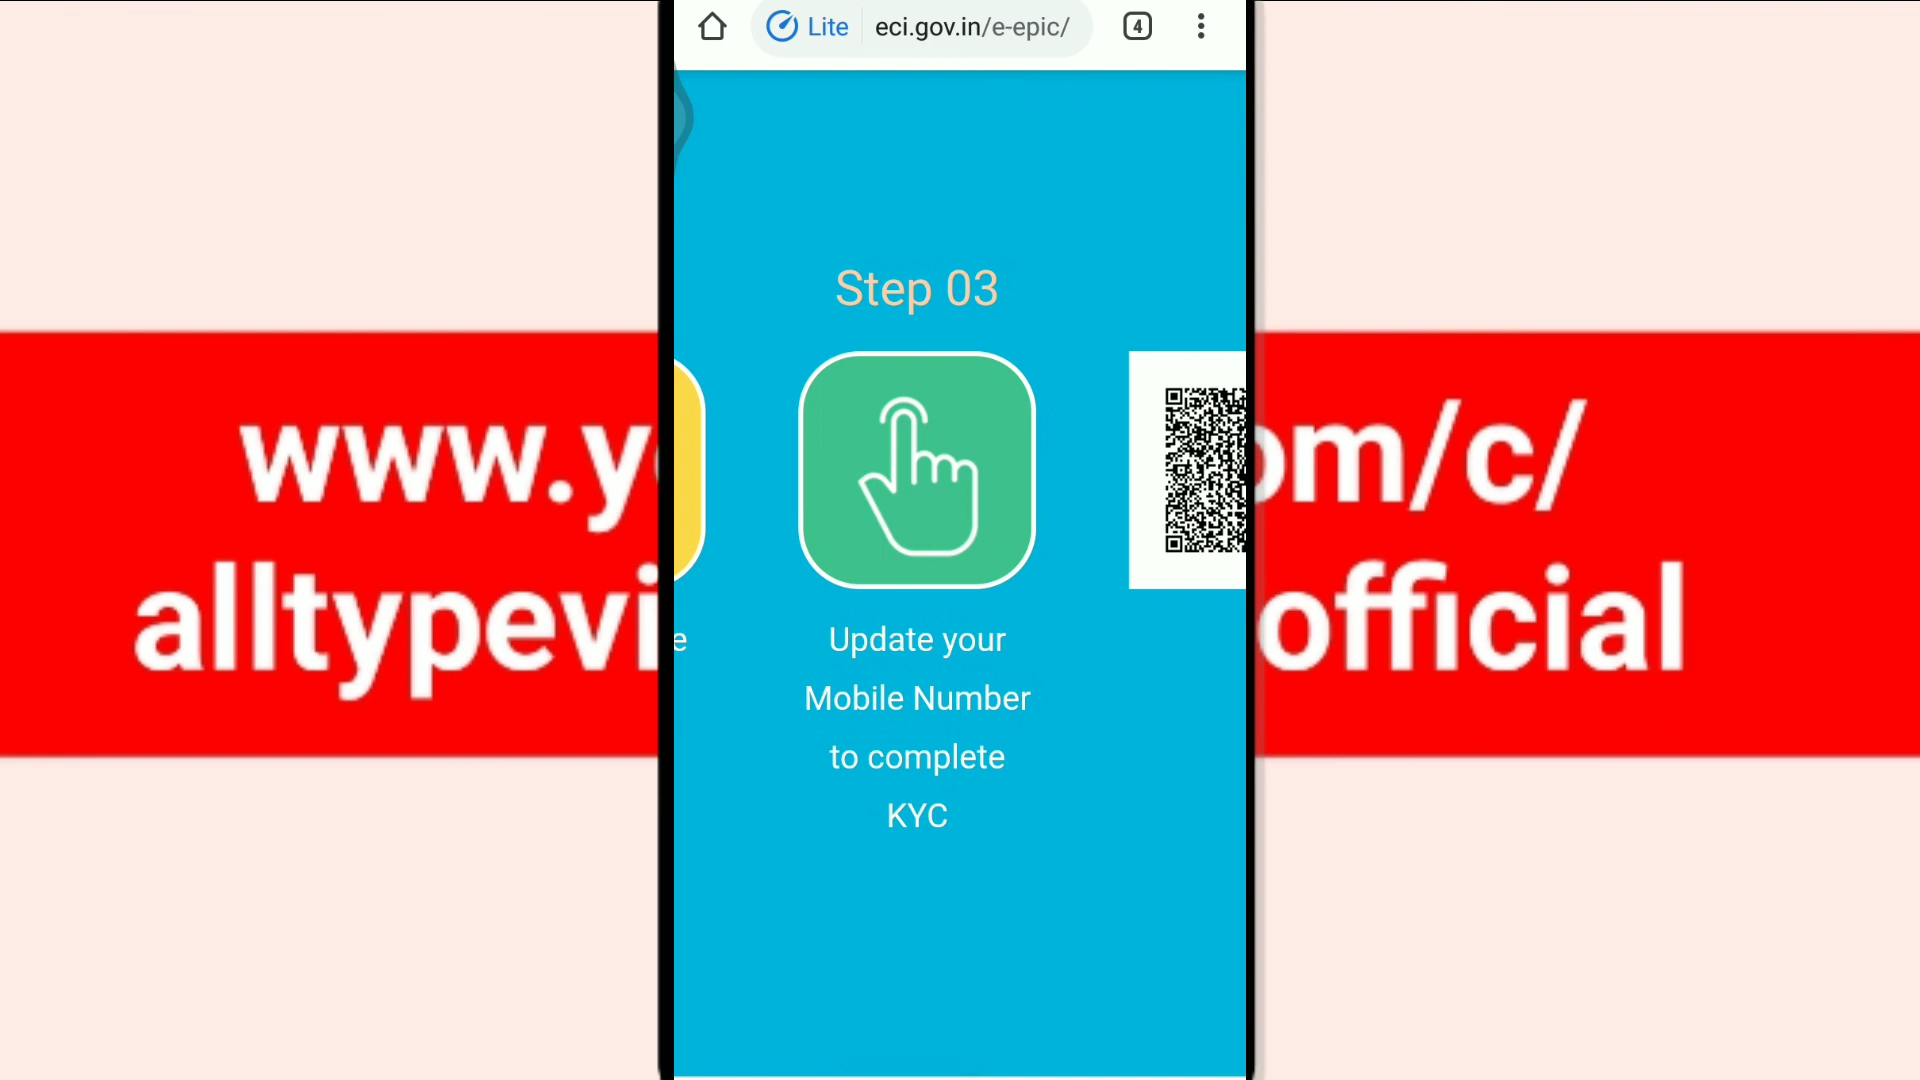 Lite eci.gov.in/e-epic/ 4
Step 03
www.y om/c/
alltypevi official
e Update your
Mobile Number
to complete
KYC